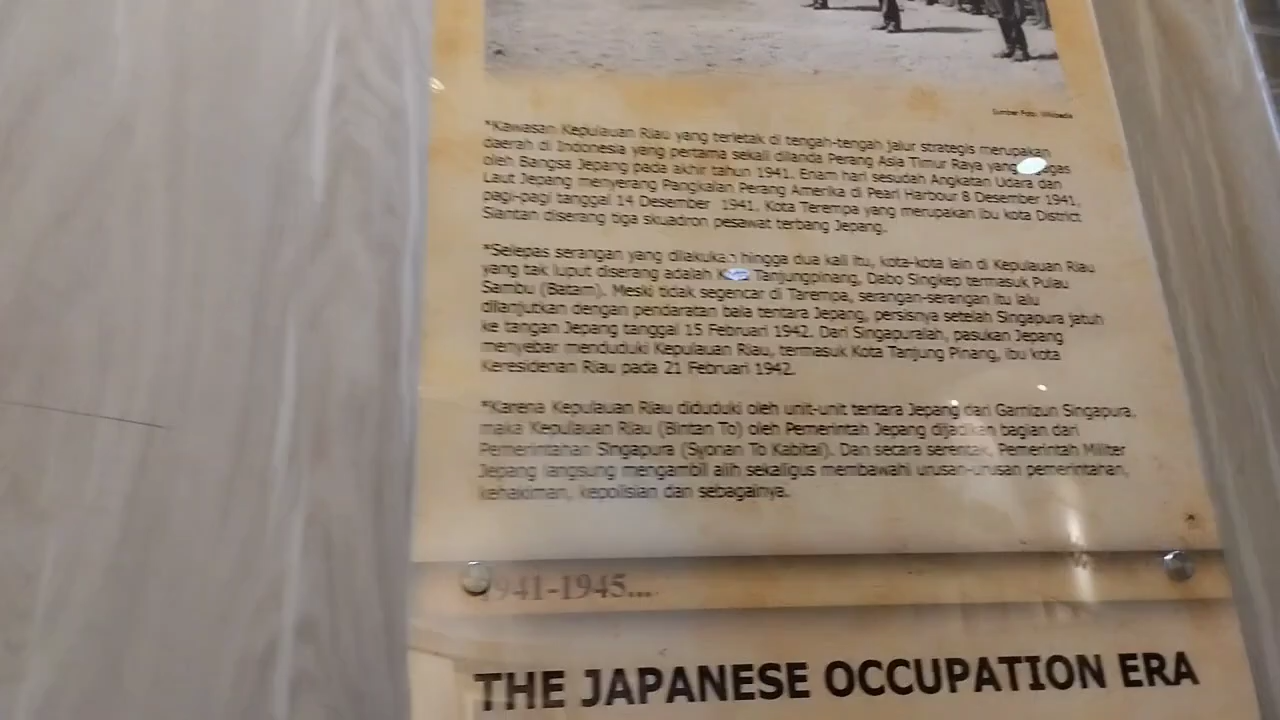 Sumber Foto: Wikipedia
"Kawasan Kepulauan Riau yang terletak di tengah-tengah jalur strategis merupakan
daerah di Indonesia yang pertama sekali dilanda Perang Asia Timur Raya yang
oleh Bangsa Jepang pada akhir tahun 1941. Enam hari sesudah Angkatan Udara dan
Laut Jepang menyerang Pangkalan Perang Amerika di Pearl Harbour 8 Desember 1941,
pagi-pagi tanggal 14 Desember 1941, Kota Terempa yang merupakan ibu kota District
Siantan diserang tiga skuadron pesawat terbang Jepang.
"Selepas serangan yang dilakukan hingga dua kali itu, kota-kota lain di Kepulauan Riau
yang tak luput diserang adalah Tanjungpinang, Dabo Singkep termasuk Pulau
Sambu (Batam). Meski tidak segencar di Tarempa, serangan-serangan itu lalu
dilanjutkan dengan pendaratan bala tentara Jepang, persisnya setelah Singapura jatuh
ke tangan Jepang tanggal 15 Februari 1942. Dari Singapuralah, pasukan Jepang
menyebar menduduki Kepulauan Riau, termasuk Kota Tanjung Pinang, ibu kota
Keresidenan Riau pada 21 Februari 1942.
"Karena Kepulauan Riau diduduki oleh unit-unit tentara Jepang dari Garnizun Singapura,
maka Kepulauan Riau (Bintan To) oleh Pemerintah Jepang dijadikan bagian dari
Pemerintahan Singapura (Syonan To Kabitai). Dan secara serentak, Pemerintah Militer
Jepang langsung mengambil alih sekaligus membawahi urusan-urusan pemerintahan,
kehakiman, kepolisian dan sebagainya.
1941-1945...
THE JAPANESE OCCUPATION ERA